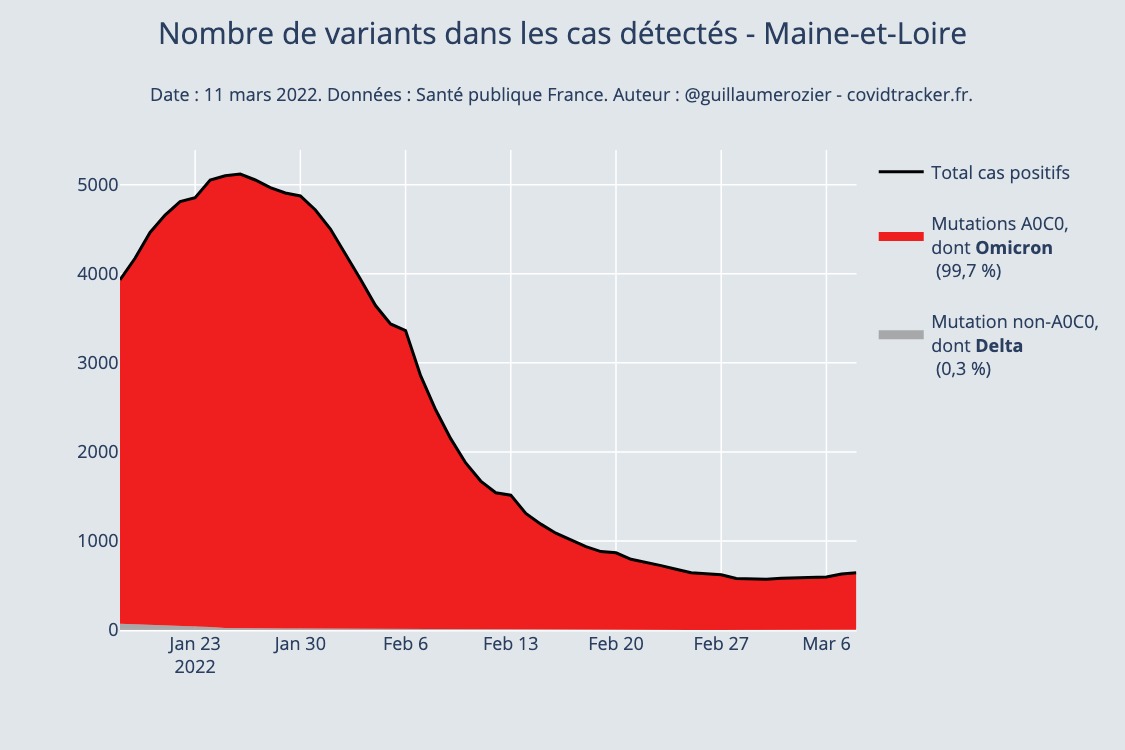 Nombre de variants dans les cas détectés - Maine-et-Loire
Date : 11 mars 2022. Données : Santé publique France. Auteur : @guillaumerozier - covidtracker.fr.
5000
4000
3000
2000
1000
0
Jan 23
2022
Jan 30
Feb 6
Feb 13
Feb 20
Feb 27
Mar 6
Total cas positifs
Mutations A0C0,
dont Omicron
(99,7 %)
Mutation non-A0C0,
dont Delta
(0,3 %)